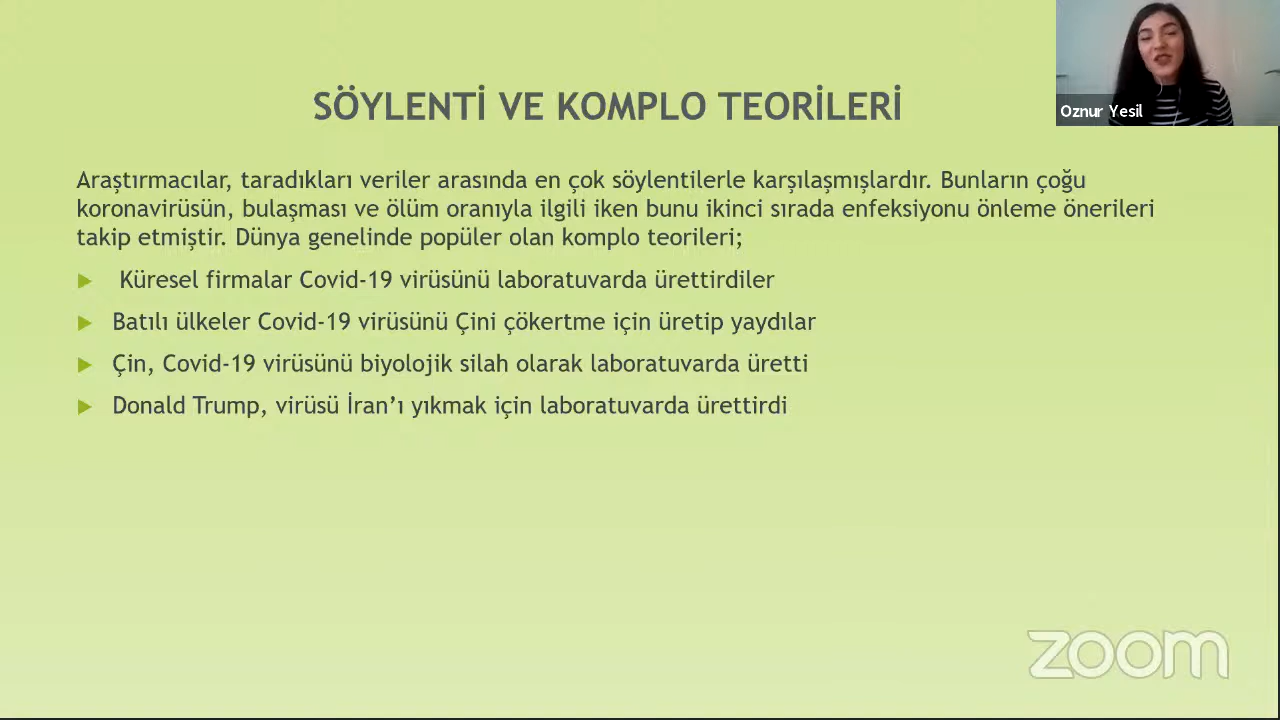 SÖYLENTİ VE KOMPLO TEORİLERİ
Oznur Yesil
Araştırmacılar, taradıkları veriler arasında en çok söylentilerle karşılaşmışlardır. Bunların çoğu
koronavirüsün, bulaşması ve ölüm oranıyla ilgili iken bunu ikinci sırada enfeksiyonu önleme önerileri
takip etmiştir. Dünya genelinde popüler olan komplo teorileri;
Küresel firmalar Covid-19 virüsünü laboratuvarda ürettirdiler
Batılı ülkeler Covid-19 virüsünü Çini çökertme için üretip yaydılar
Çin, Covid-19 virüsünü biyolojik silah olarak laboratuvarda üretti
Donald Trump, virüsü İran’ı yıkmak için laboratuvarda ürettirdi
zoom